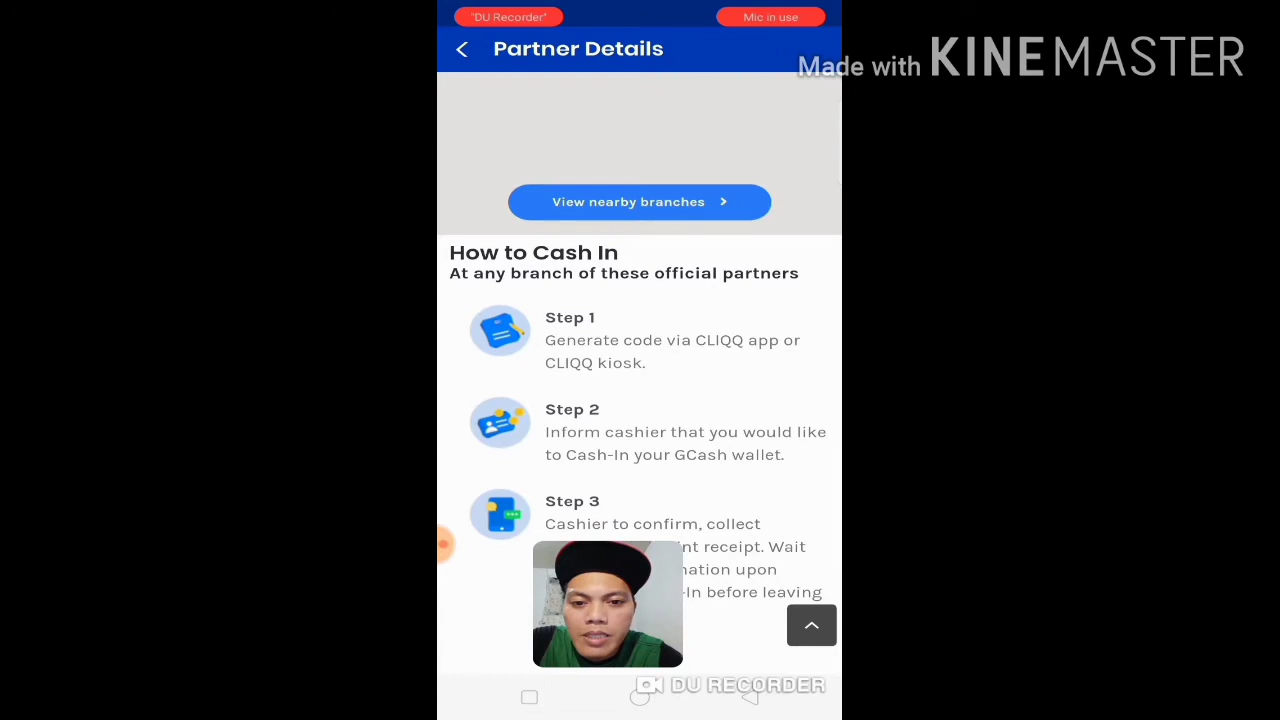 "DU Recorder"
Mic in use
Partner Details
Made with KINEMASTER
View nearby branches
How to Cash In
At any branch of these official partners
Step 1
Generate code via CLIQQ app or
CLIQQ kiosk.
Step 2
Inform cashier that you would like
to Cash-In your GCash wallet.
Step 3
Cashier to confirm, collect
receipt. Wait
upon
before leaving
DU RECORDER